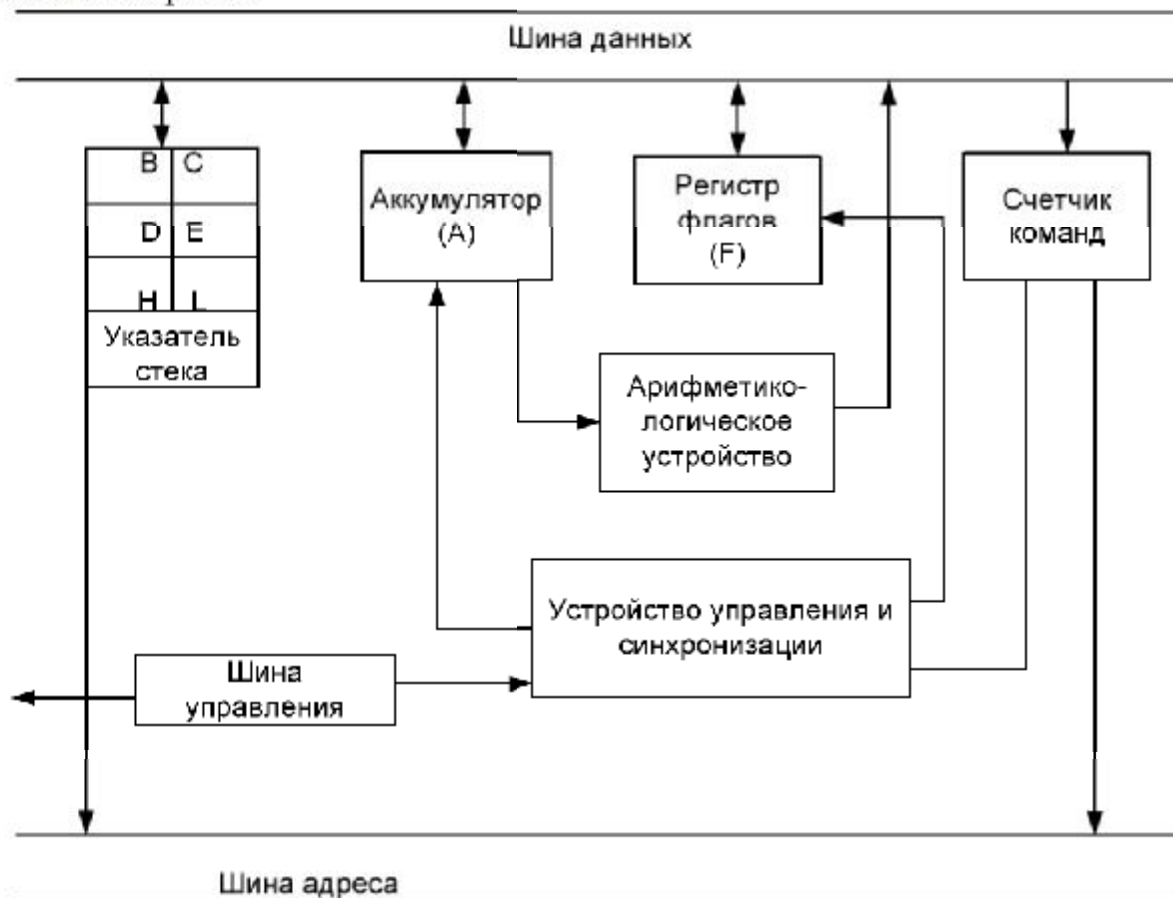 Шина данных
B C
D E
H L
Указатель
стека
Аккумулятор
(A)
Регистр
флагов
(F)
Счетчик
команд
Арифметико-
логическое
устройство
Устройство управления и
синхронизации
Шина
управления
Шина адреса